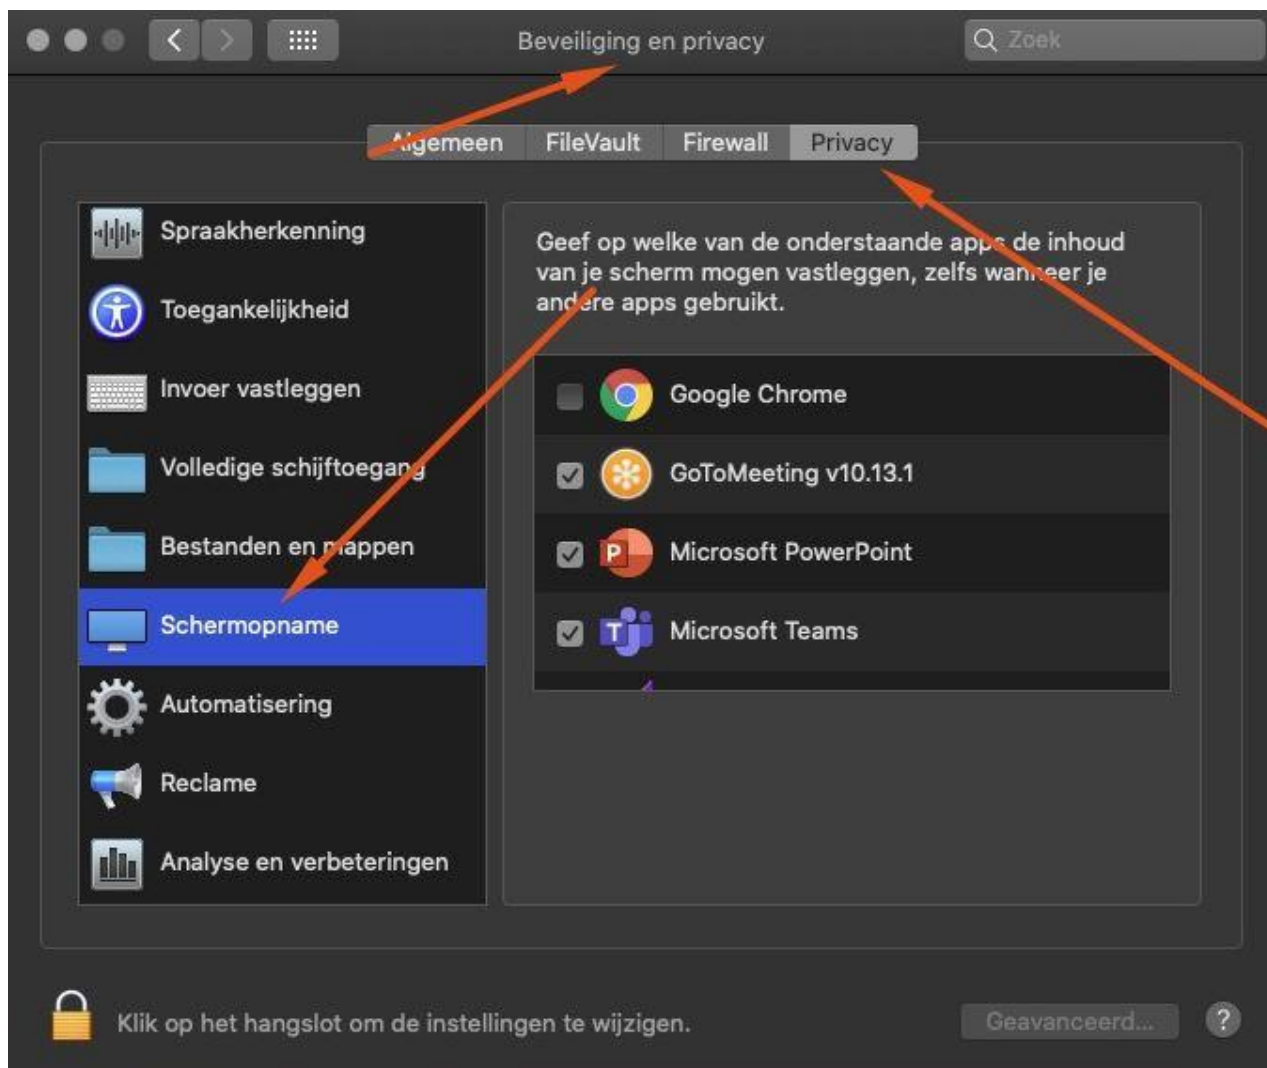 Beveiliging en privacy
Zoek
Algemeen
FileVault
Firewall
Privacy
Spraakherkenning
Toegankelijkheid
Invoer vastleggen
Volledige schijftoegang
Bestanden en mappen
Schermopname
Automatisering
Reclame
Analyse en verbeteringen
Geef op welke van de onderstaande apps de inhoud
van je scherm mogen vastleggen, zelfs wanneer je
andere apps gebruikt.
Google Chrome
GoToMeeting v10.13.1
Microsoft PowerPoint
Microsoft Teams
Klik op het hangslot om de instellingen te wijzigen.
Geavanceerd...
?